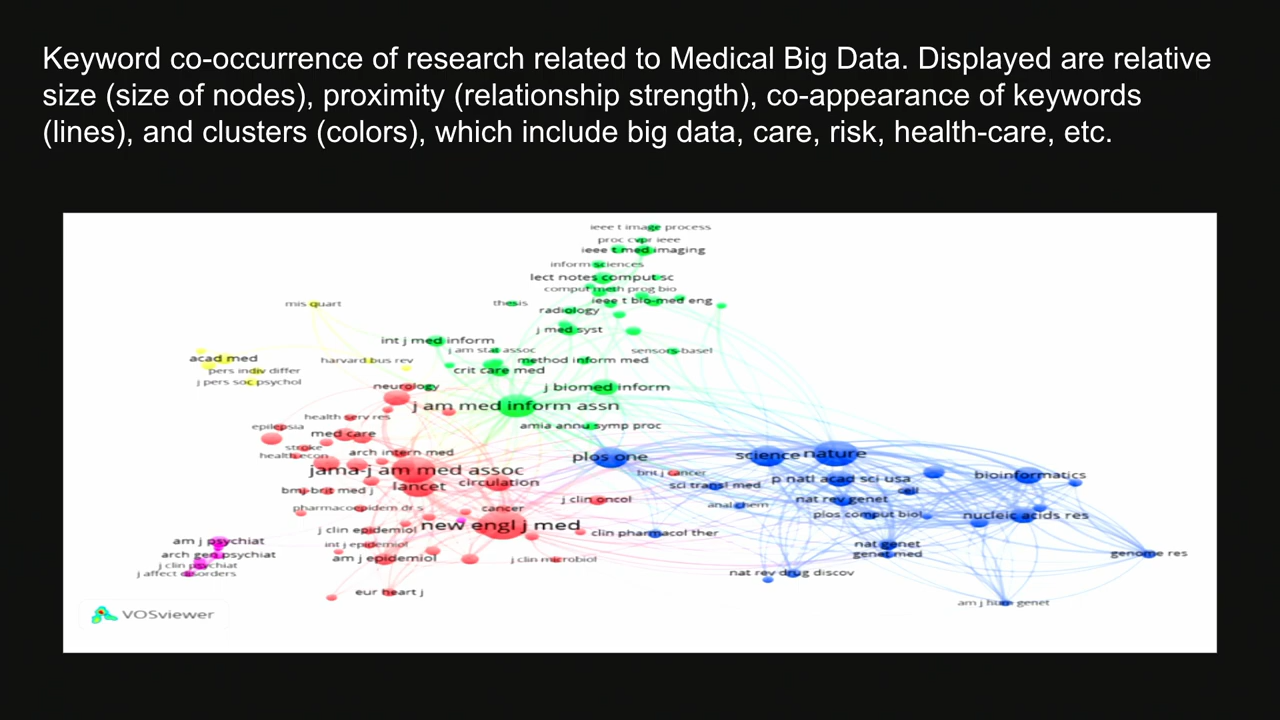 Keyword co-occurrence of research related to Medical Big Data. Displayed are relative
size (size of nodes), proximity (relationship strength), co-appearance of keywords
(lines), and clusters (colors), which include big data, care, risk, health-care, etc.
ieee t image process
proc cvpr ieee
ieee t med imaging
inform sciences
lect notes comput sc
comput meth prog bio
mis quart
thesis
ieee t bio-med eng
radiology
j med syst
int j med inform
j am stat assoc
sensors-basel
acad med
harvard bus rev
method inform med
pers indiv differ
crit care med
j pers soc psychol
neurology
j biomed inform
j am med inform assn
health serv res
epilepsia
med care
amia annu symp proc
stroke
health econ
arch intern med
plos one
science
nature
jama-j am med assoc
brit j cancer
p natl acad sci usa
bioinformatics
lancet
circulation
sci transl med
bmj-brit med j
cell
j clin oncol
nat rev genet
anal chem
pharmacoepidem dr s
cancer
plos comput biol
nucleic acids res
new engl j med
j clin epidemiol
clin pharmacol ther
am j psychiat
int j epidemiol
nat genet
arch gen psychiat
am j epidemiol
j clin microbiol
genet med
genome res
j clin psychiat
j affect disorders
nat rev drug discov
eur heart j
am j hum genet
VOSviewer